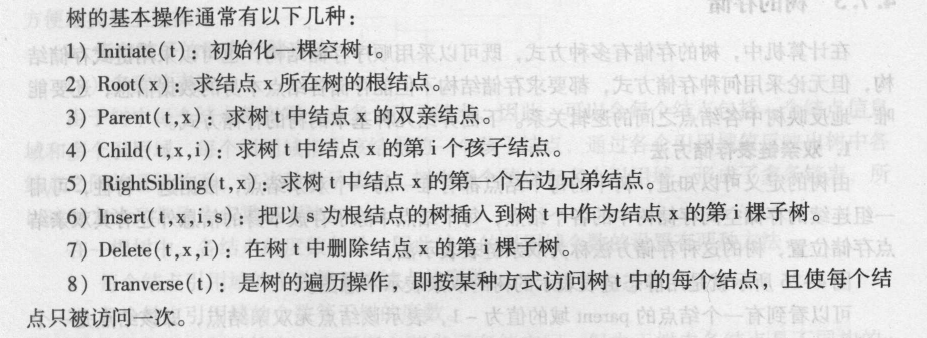 树的基本操作通常有以下几种：
1）Initiate(t)：初始化一棵空树 t。
2）Root(x)：求结点 x 所在树的根结点。
3）Parent(t,x)：求树 t 中结点 x 的双亲结点。
4）Child(t,x,i)：求树 t 中结点 x 的第 i 个孩子结点。
5）RightSibling(t,x)：求树 t 中结点 x 的第一个右边兄弟结点。
6）Insert(t,x,i,s)：把以 s 为根结点的树插入到树 t 中作为结点 x 的第 i 棵子树。
7）Delete(t,x,i)：在树 t 中删除结点 x 的第 i 棵子树。
8）Tranverse(t)：是树的遍历操作，即按某种方式访问树 t 中的每个结点，且使每个结
点只被访问一次。